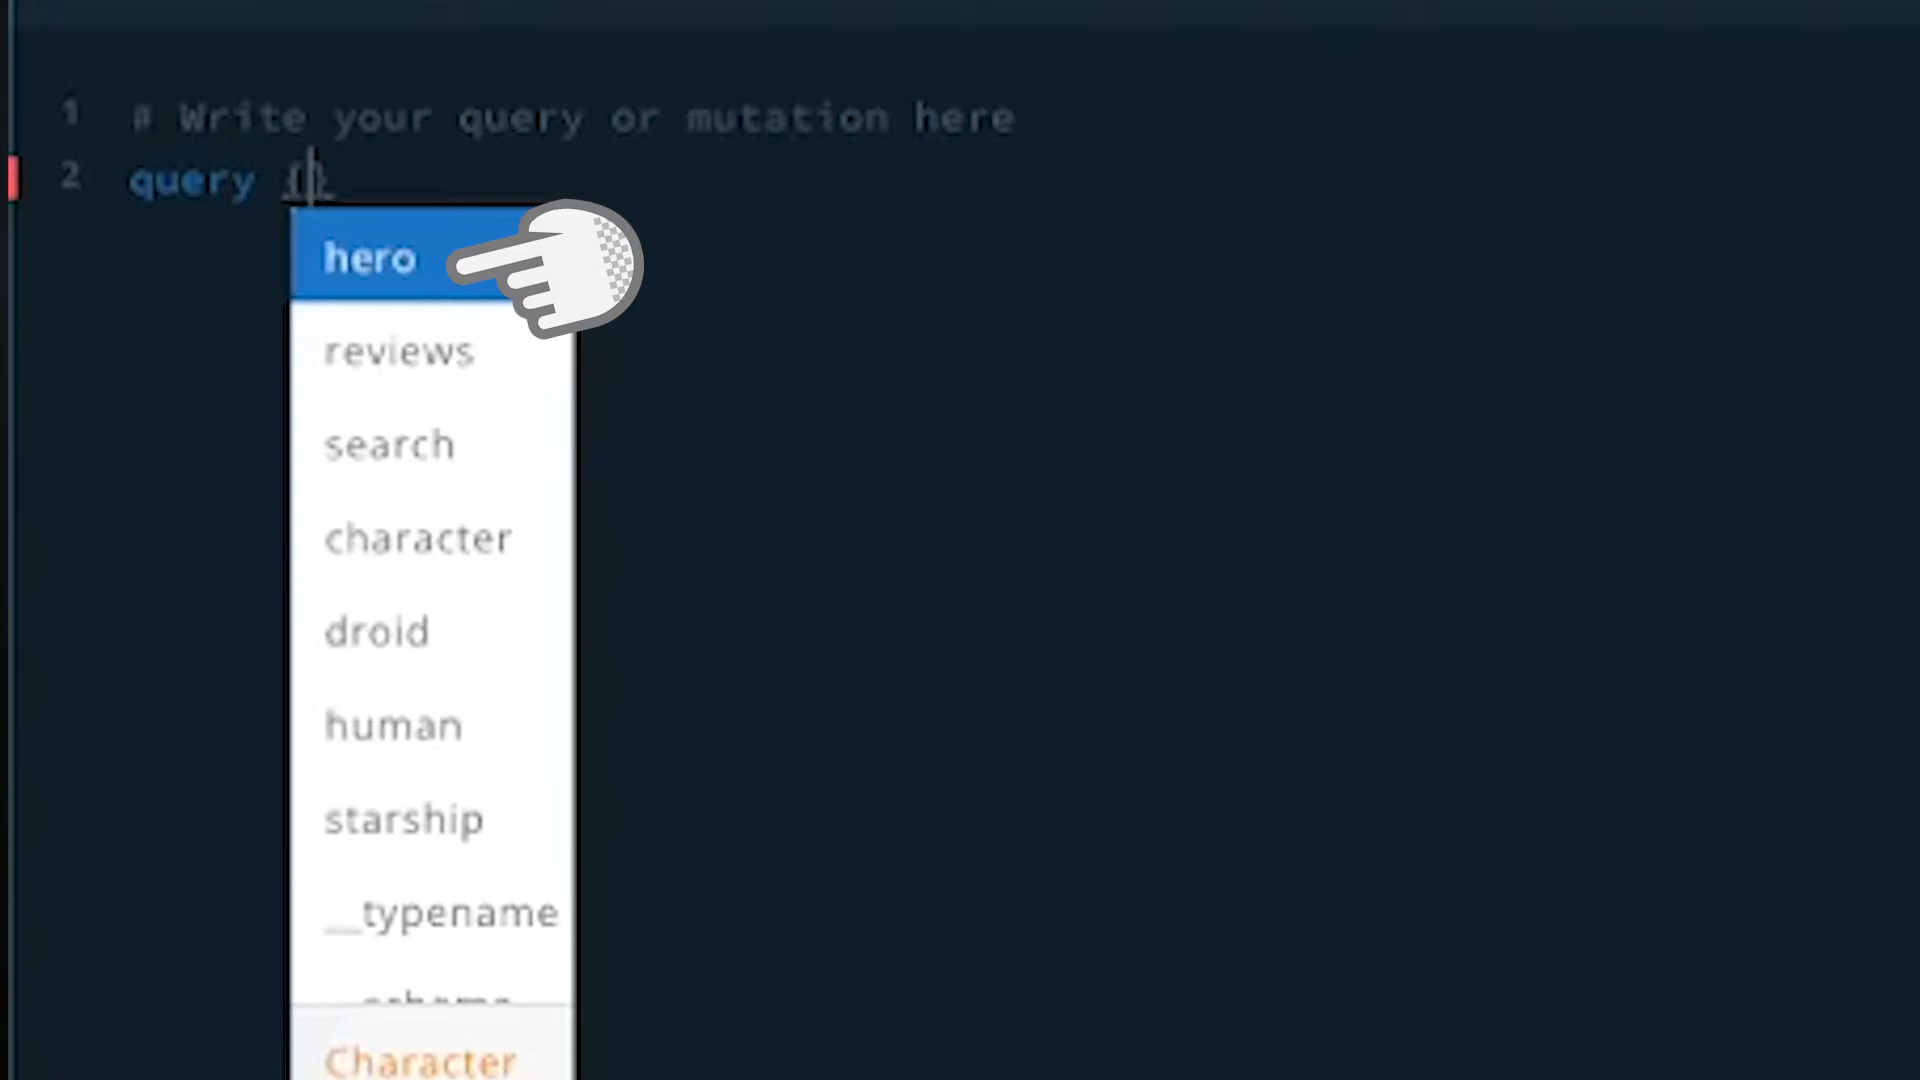 1 # Write your query or mutation here
2 query {}
hero
reviews
search
character
droid
human
starship
__typename
Character